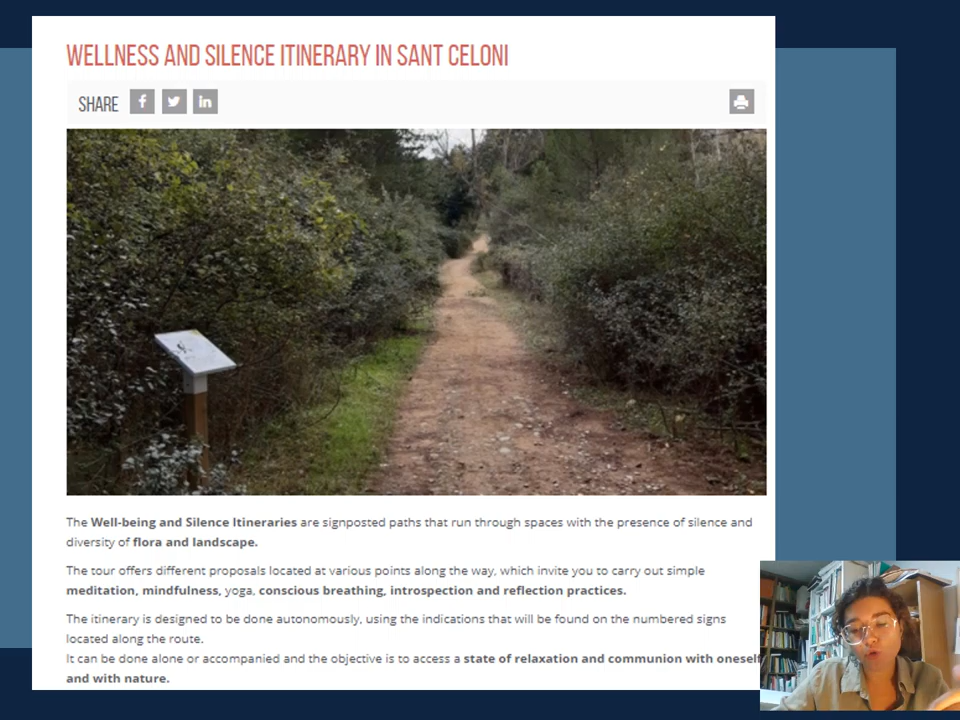 WELLNESS AND SILENCE ITINERARY IN SANT CELONI
SHARE
The Well-being and Silence Itineraries are signposted paths that run through spaces with the presence of silence and
diversity of flora and landscape.
The tour offers different proposals located at various points along the way, which invite you to carry out simple
meditation, mindfulness, yoga, conscious breathing, introspection and reflection practices.
The itinerary is designed to be done autonomously, using the indications that will be found on the numbered signs
located along the route.
It can be done alone or accompanied and the objective is to access a state of relaxation and communion with oneself
and with nature.